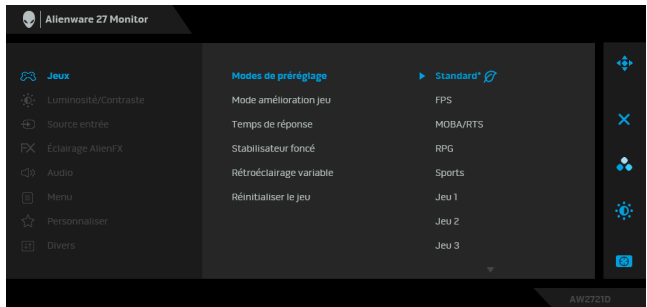 Alienware 27 Monitor
Jeux
Luminosité/Contraste
Source entrée
Éclairage AlienFX
Audio
Menu
Personnaliser
Divers
Modes de préréglage
Mode amélioration jeu
Temps de réponse
Stabilisateur foncé
Rétroéclairage variable
Réinitialiser le jeu
Standard*
FPS
MOBA/RTS
RPG
Sports
Jeu 1
Jeu 2
Jeu 3
AW2721D